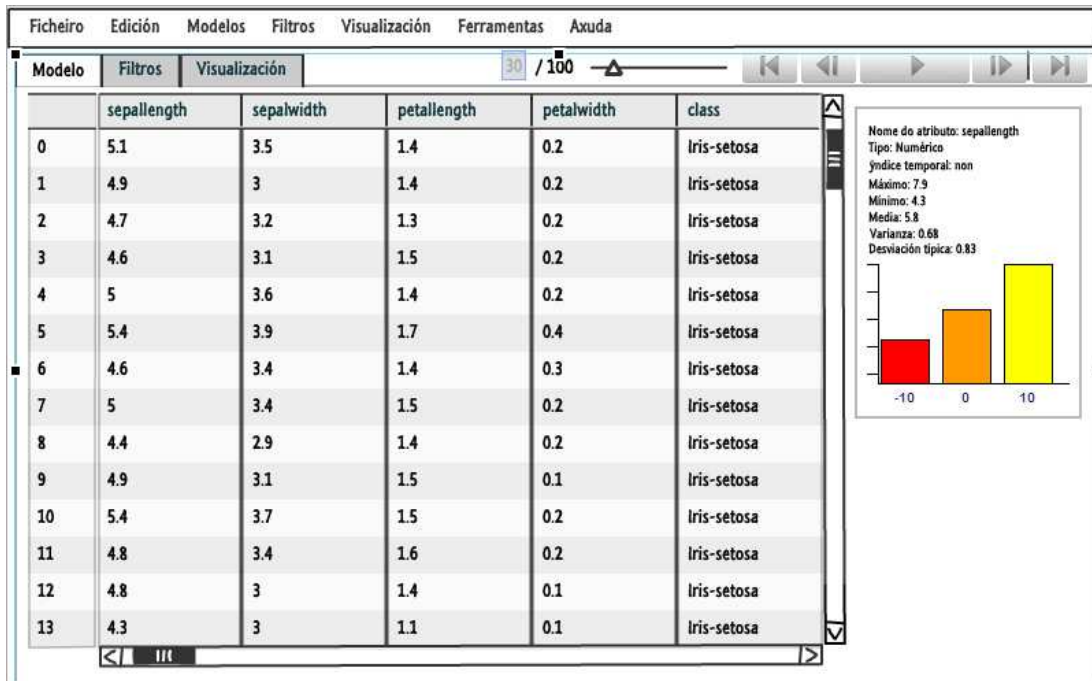 Ficheiro Edición Modelos Filtros Visualización Ferramentas Axuda
Modelo Filtros Visualización 30 / 100
sepallength sepalwidth petallength petalwidth class
0 5.1 3.5 1.4 0.2 Iris-setosa
1 4.9 3 1.4 0.2 Iris-setosa
2 4.7 3.2 1.3 0.2 Iris-setosa
3 4.6 3.1 1.5 0.2 Iris-setosa
4 5 3.6 1.4 0.2 Iris-setosa
5 5.4 3.9 1.7 0.4 Iris-setosa
6 4.6 3.4 1.4 0.3 Iris-setosa
7 5 3.4 1.5 0.2 Iris-setosa
8 4.4 2.9 1.4 0.2 Iris-setosa
9 4.9 3.1 1.5 0.1 Iris-setosa
10 5.4 3.7 1.5 0.2 Iris-setosa
11 4.8 3.4 1.6 0.2 Iris-setosa
12 4.8 3 1.4 0.1 Iris-setosa
13 4.3 3 1.1 0.1 Iris-setosa
Nome do atributo: sepallength
Tipo: Numérico
ÿndice temporal: non
Máximo: 7.9
Mínimo: 4.3
Media: 5.8
Varianza: 0.68
Desviación típica: 0.83
-10 0 10